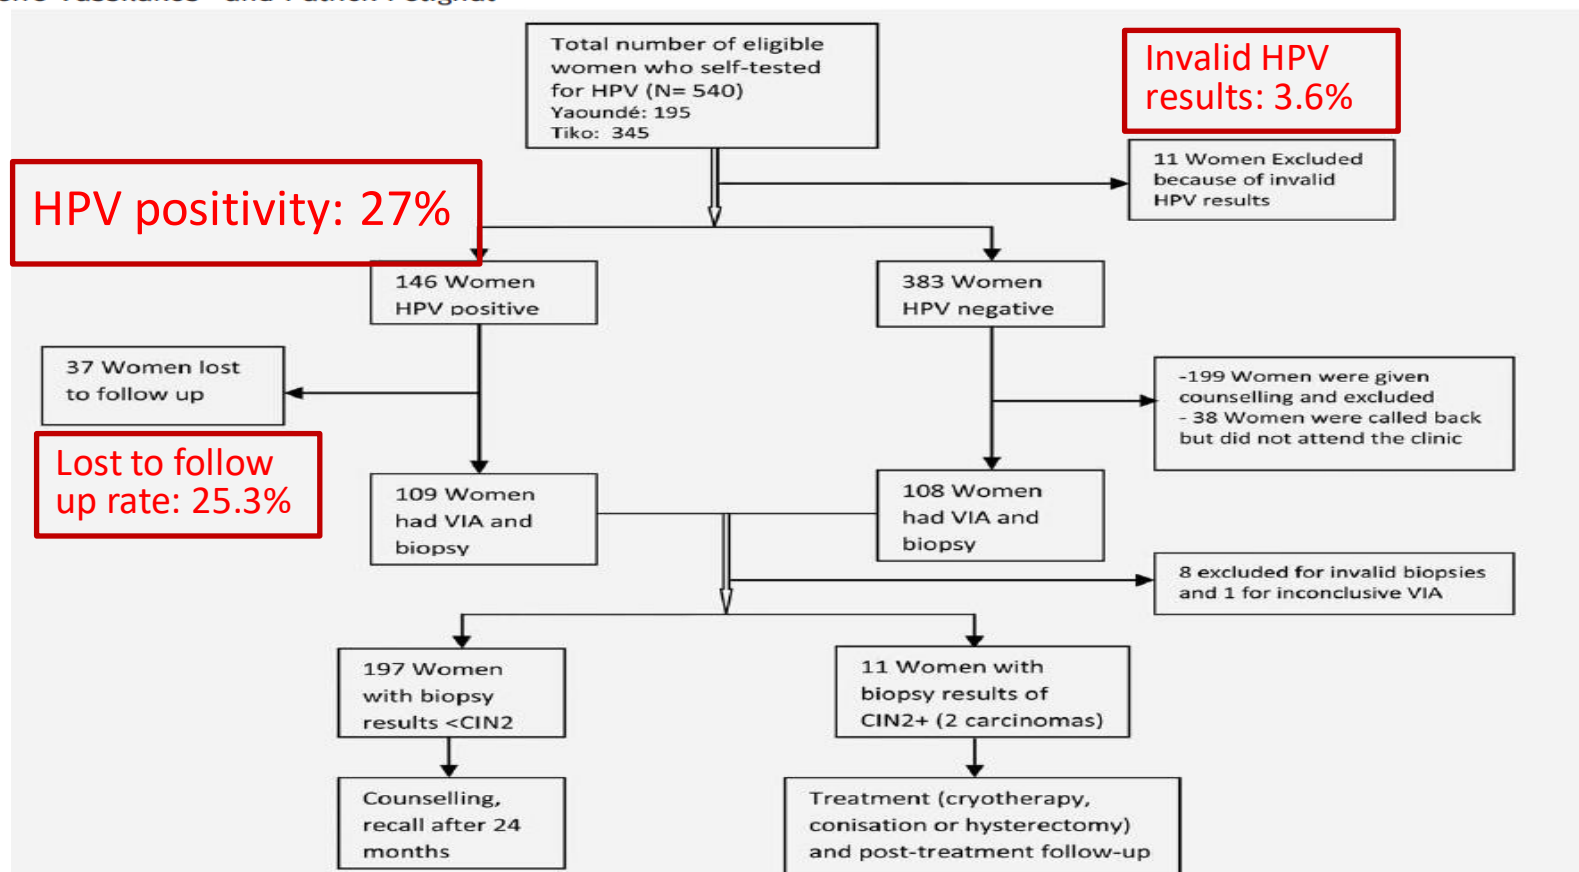 and Patrick Petignat
Total number of eligible
women who self-tested
for HPV (N= 540)
Yaoundé: 195
Tiko: 345
Invalid HPV
results: 3.6%
11 Women Excluded
because of invalid
HPV results
HPV positivity: 27%
146 Women
HPV positive
383 Women
HPV negative
37 Women lost
to follow up
-199 Women were given
counselling and excluded
- 38 Women were called back
but did not attend the clinic
Lost to follow
up rate: 25.3%
109 Women
had VIA and
biopsy
108 Women
had VIA and
biopsy
8 excluded for invalid biopsies
and 1 for inconclusive VIA
197 Women
with biopsy
results <CIN2
11 Women with
biopsy results of
CIN2+ (2 carcinomas)
Counselling,
recall after 24
months
Treatment (cryotherapy,
conisation or hysterectomy)
and post-treatment follow-up